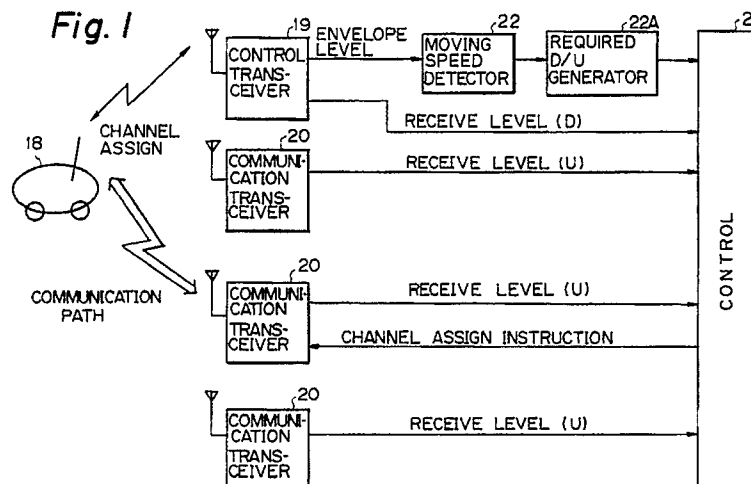 Fig. 1
19
CONTROL
TRANS-
CEIVER
ENVELOPE
LEVEL
22
MOVING
SPEED
DETECTOR
22A
REQUIRED
D/U
GENERATOR
2
RECEIVE LEVEL (D)
CHANNEL
ASSIGN
18
20
COMMUNI-
CATION
TRANS-
CEIVER
RECEIVE LEVEL (U)
COMMUNICATION
PATH
20
COMMUNI-
CATION
TRANS-
CEIVER
RECEIVE LEVEL (U)
CHANNEL ASSIGN INSTRUCTION
20
COMMUNI-
CATION
TRANS-
CEIVER
RECEIVE LEVEL (U)
CONTROL